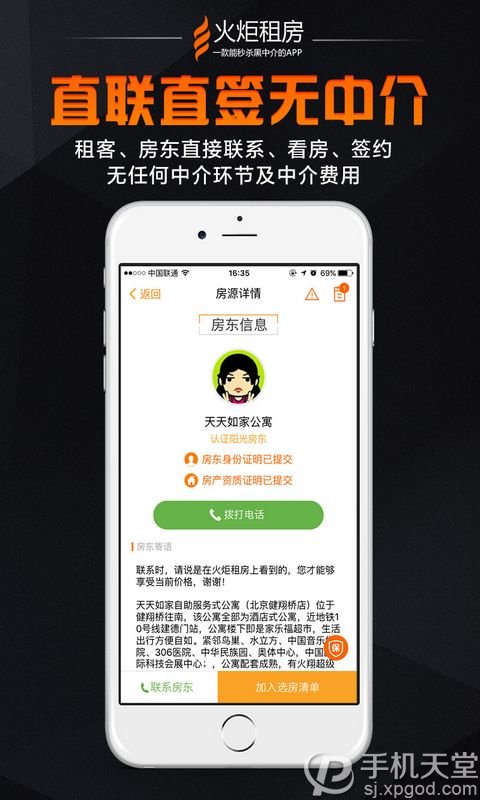 火炬租房
一款能秒杀黑中介的APP
直联直签无中介
租客、房东直接联系、看房、签约
无任何中介环节及中介费用
中国联通 16:35 69%
返回 房源详情
房东信息
天天如家公寓
认证阳光房东
房东身份证明已提交
房产资质证明已提交
拨打电话
房东寄语
联系时，请说是在火炬租房上看到的，您才能够
享受当前价格，谢谢！
天天如家自助服务式公寓（北京健翔桥店）位于
健翔桥往南，该公寓全部为酒店式公寓，近地铁10
号线建德门站，公寓楼下即是家乐福超市，生活
出行方便自如。紧邻鸟巢、水立方、中国音乐
院、306医院、中华民族园、奥体中心，中国
际科技会展中心；，公寓配套成熟，有火翔超级
保
联系房东 加入选房清单
手机天堂
sj.xpgod.com